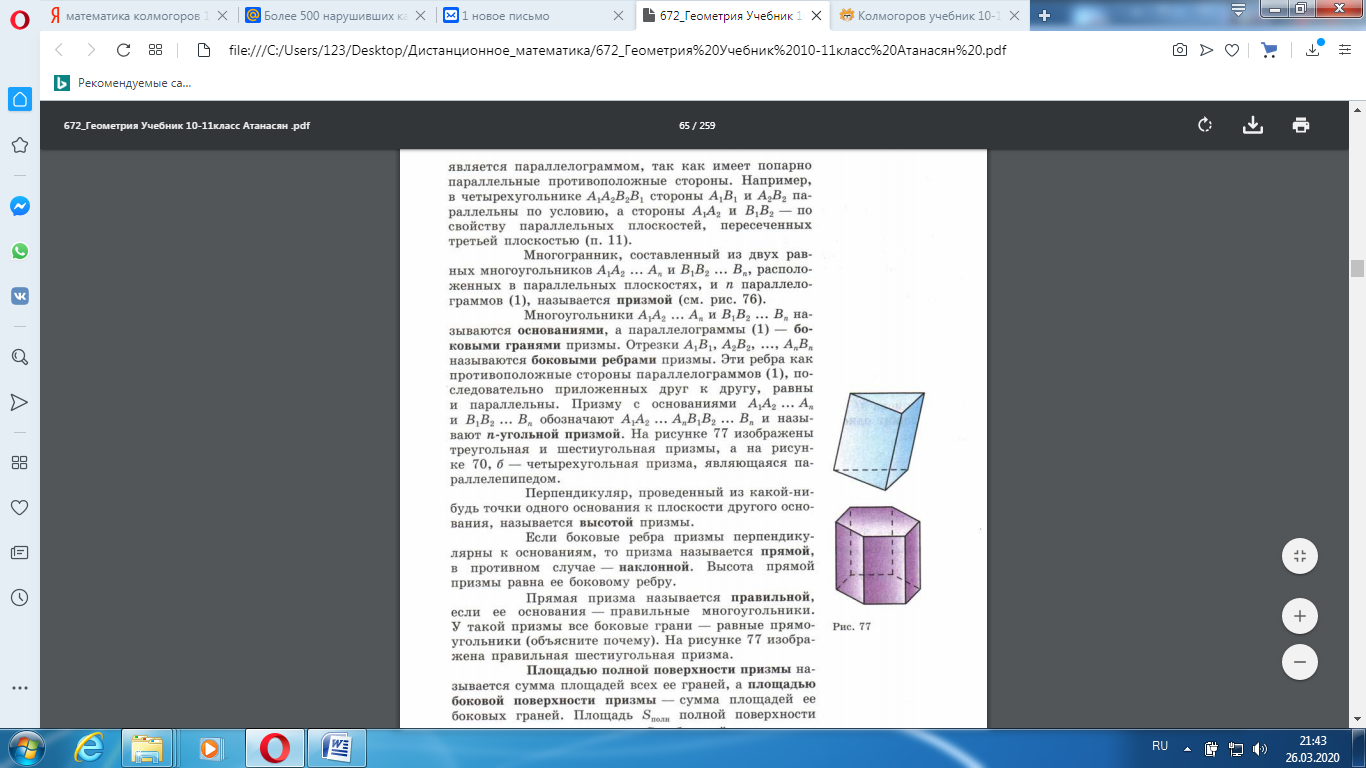 математика колмогоров 1
Более 500 нарушивших ка
1 новое письмо
672_Геометрия Учебник 1
Колмогоров учебник 10-1
file:///C:/Users/123/Desktop/Дистанционное_математика/672_Геометрия%20Учебник%2010-11класс%20Атанасян%20.pdf
Рекомендуемые са...
672_Геометрия Учебник 10-11класс Атанасян .pdf
65 / 259
является параллелограммом, так как имеет попарно
параллельные противоположные стороны. Например,
в четырехугольнике A₁A₂B₂B₁ стороны A₁B₁ и A₂B₂ па-
раллельны по условию, а стороны A₁A₂ и B₁B₂ — по
свойству параллельных плоскостей, пересеченных
третьей плоскостью (п. 11).
Многогранник, составленный из двух рав-
ных многоугольников A₁A₂ ... Aₙ и B₁B₂ ... Bₙ, располо-
женных в параллельных плоскостях, и n параллело-
граммов (1), называется призмой (см. рис. 76).
Многоугольники A₁A₂ ... Aₙ и B₁B₂ ... Bₙ на-
зываются основаниями, а параллелограммы (1) — бо-
ковыми гранями призмы. Отрезки A₁B₁, A₂B₂, ..., AₙBₙ
называются боковыми ребрами призмы. Эти ребра как
противоположные стороны параллелограммов (1), по-
следовательно приложенных друг к другу, равны
и параллельны. Призму с основаниями A₁A₂ ... Aₙ
и B₁B₂ ... Bₙ обозначают A₁A₂ ... AₙB₁B₂ ... Bₙ и назы-
вают n-угольной призмой. На рисунке 77 изображены
треугольная и шестиугольная призмы, а на рисун-
ке 70, б — четырехугольная призма, являющаяся па-
раллелепипедом.
Перпендикуляр, проведенный из какой-ни-
будь точки одного основания к плоскости другого осно-
вания, называется высотой призмы.
Если боковые ребра призмы перпендику-
лярны к основаниям, то призма называется прямой,
в противном случае — наклонной. Высота прямой
призмы равна ее боковому ребру.
Прямая призма называется правильной,
если ее основания — правильные многоугольники.
У такой призмы все боковые грани — равные прямо-
угольники (объясните почему). На рисунке 77 изобра-
жена правильная шестиугольная призма.
Площадью полной поверхности призмы на-
зывается сумма площадей всех ее граней, а площадью
боковой поверхности призмы — сумма площадей ее
боковых граней. Площадь Sполн полной поверхности
Рис. 77
RU
21:43
26.03.2020